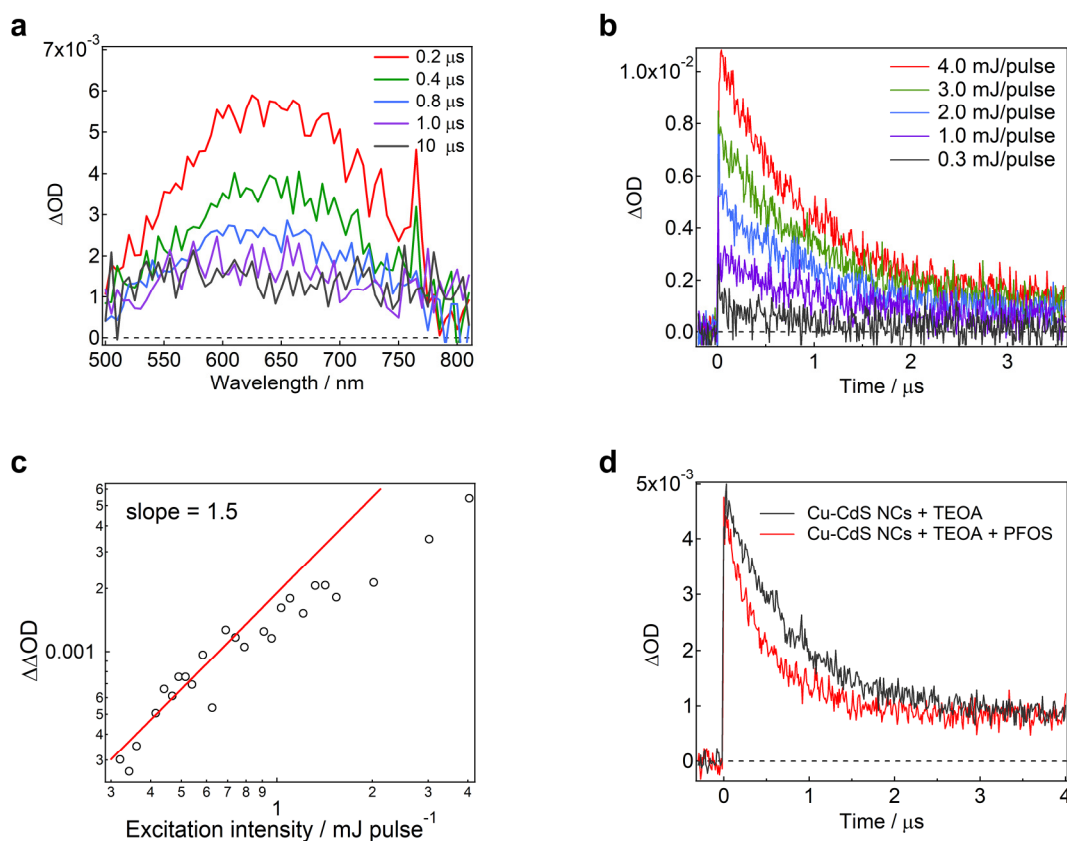 a
7x10⁻³
6
5
4
3
2
1
0
ΔOD
0.2 μs
0.4 μs
0.8 μs
1.0 μs
10 μs
500 550 600 650 700 750 800
Wavelength / nm
b
1.0x10⁻²
0.8
0.6
0.4
0.2
0.0
ΔOD
4.0 mJ/pulse
3.0 mJ/pulse
2.0 mJ/pulse
1.0 mJ/pulse
0.3 mJ/pulse
0 1 2 3
Time / μs
c
slope = 1.5
6
5
4
3
2
0.001
6
5
4
3
ΔΔOD
3 4 5 6 7 8 9 1 2 3 4
Excitation intensity / mJ pulse⁻¹
d
5x10⁻³
4
3
2
1
0
ΔOD
Cu-CdS NCs + TEOA
Cu-CdS NCs + TEOA + PFOS
0 1 2 3 4
Time / μs